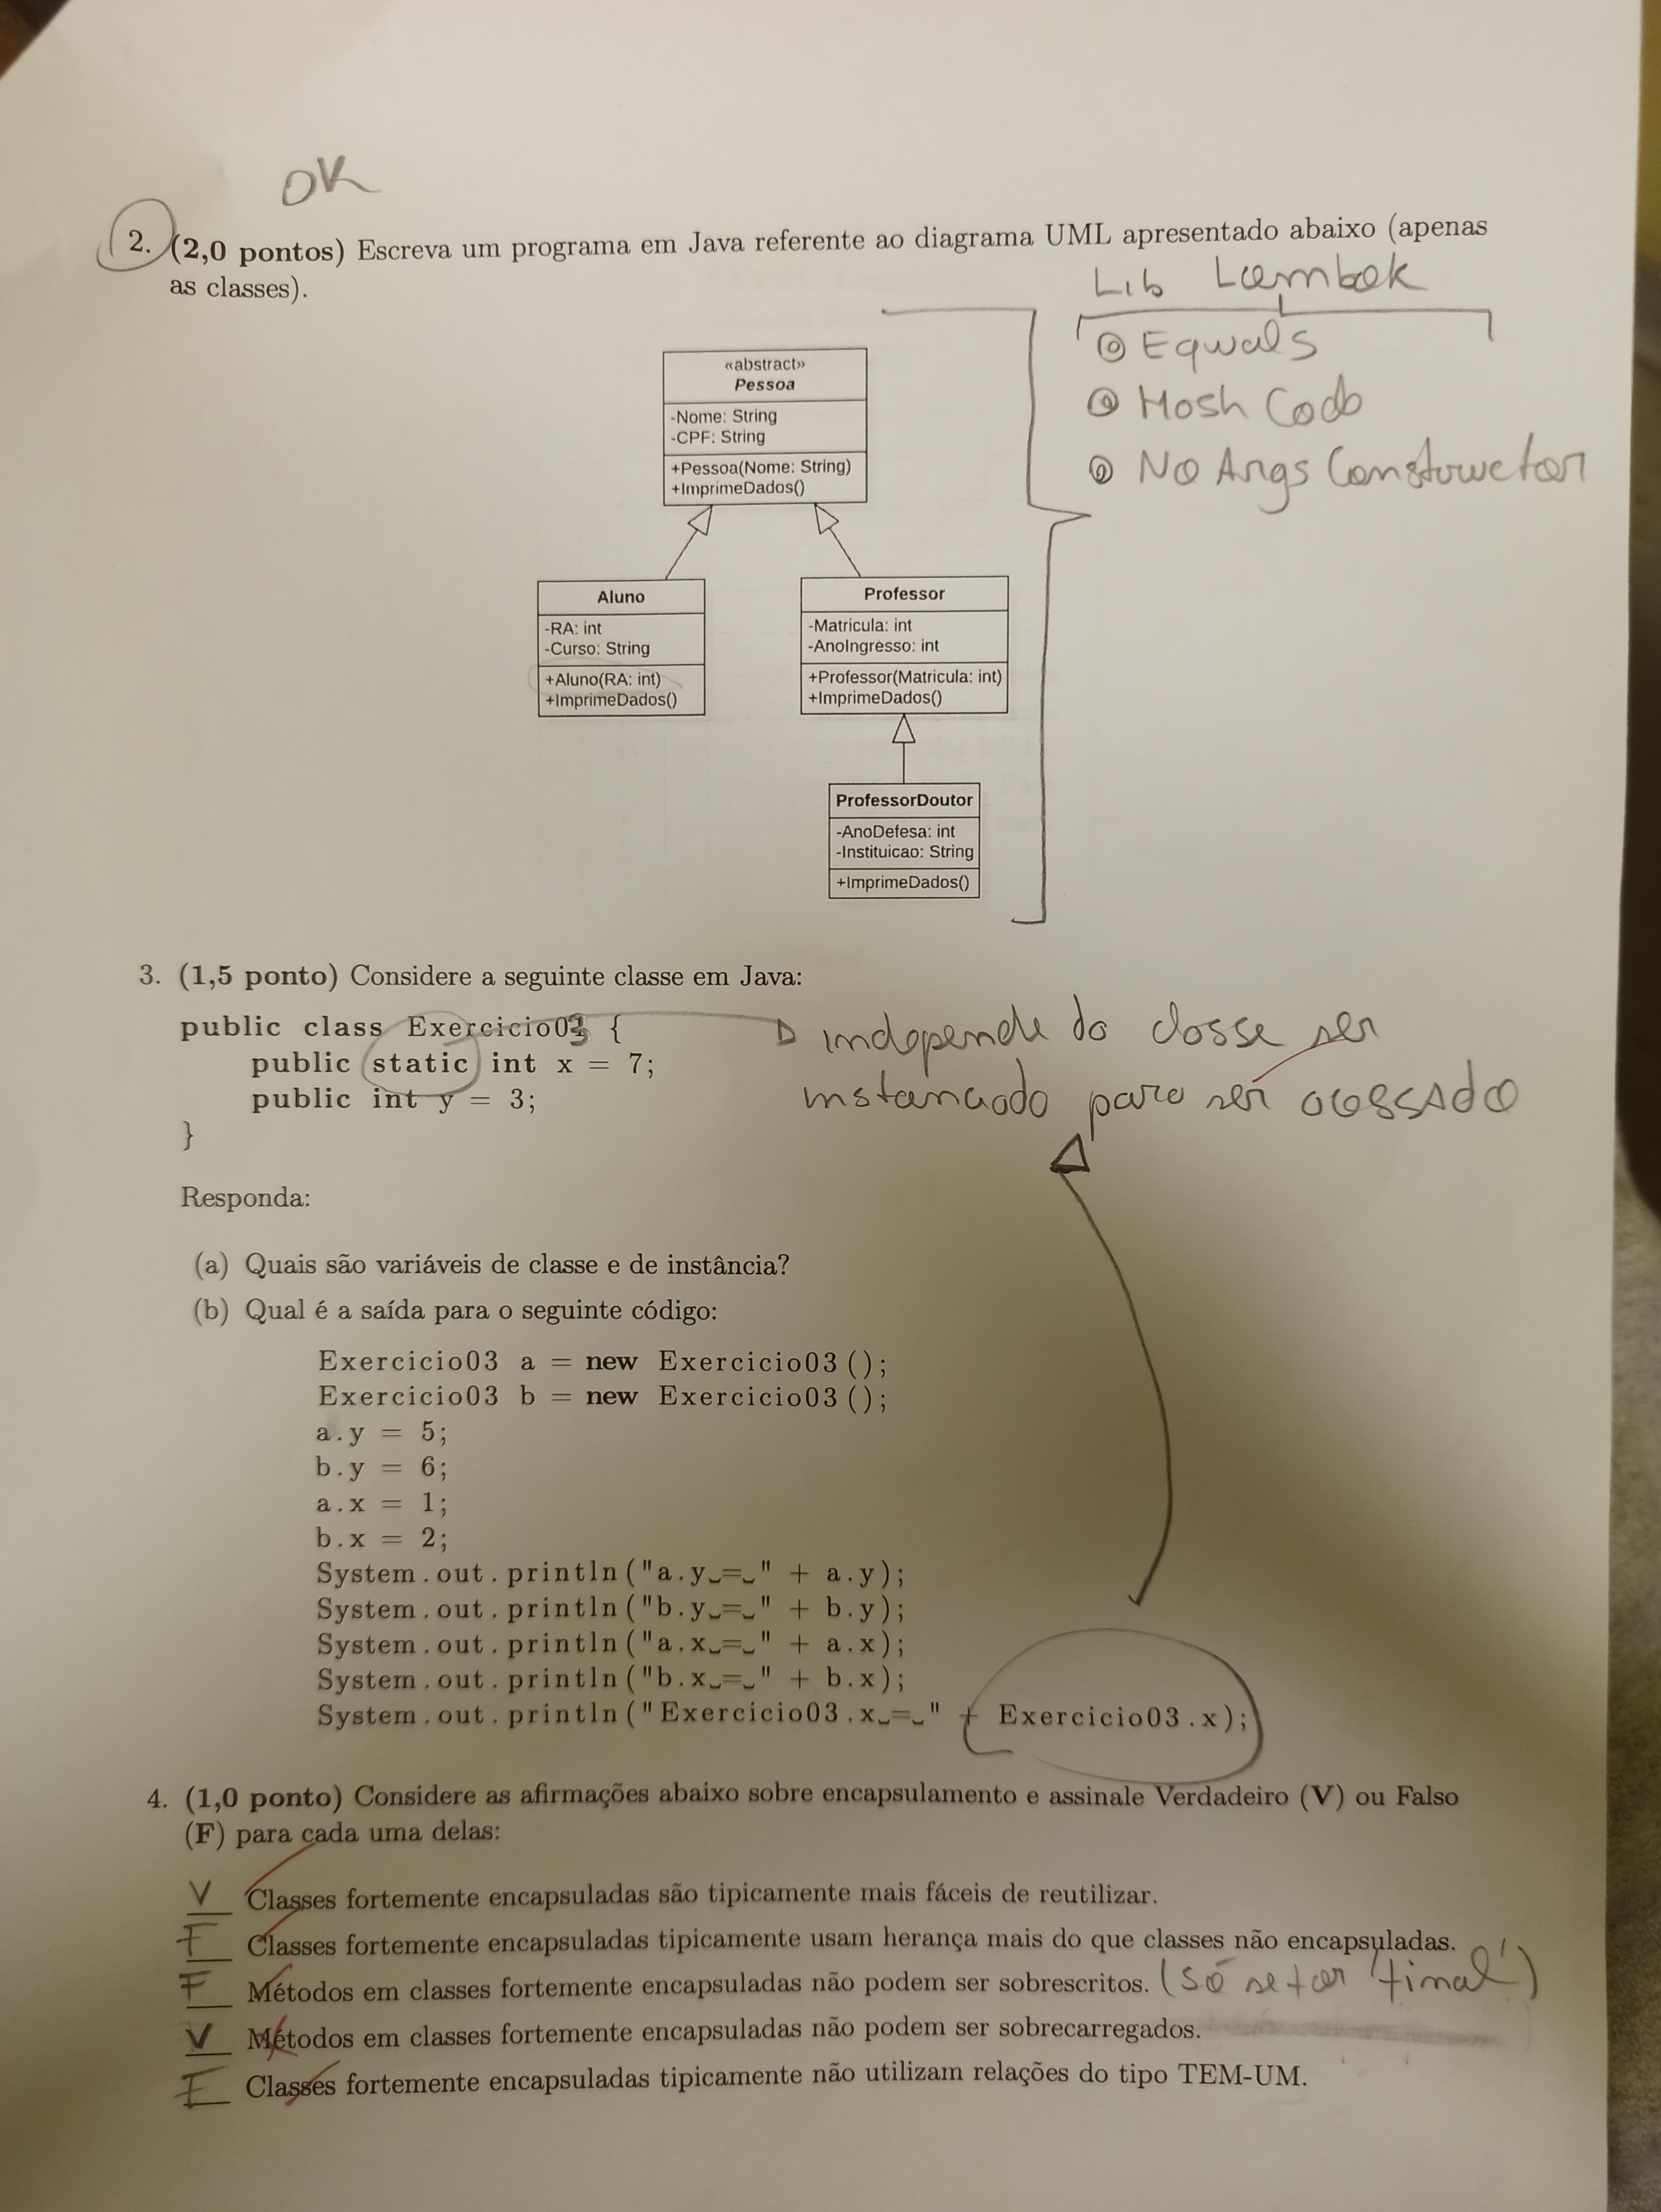 OK
2. (2,0 pontos) Escreva um programa em Java referente ao diagrama UML apresentado abaixo (apenas
as classes).
Lib Lombok
Equals
Hash Code
No Args Constructor
«abstract»
Pessoa
-Nome: String
-CPF: String
+Pessoa(Nome: String)
+ImprimeDados()
Aluno
-RA: int
-Curso: String
+Aluno(RA: int)
+ImprimeDados()
Professor
-Matricula: int
-AnoIngresso: int
+Professor(Matricula: int)
+ImprimeDados()
ProfessorDoutor
-AnoDefesa: int
-Instituicao: String
+ImprimeDados()
3. (1,5 ponto) Considere a seguinte classe em Java:
public class Exercicio03 {
public static int x = 7;
public int y = 3;
}
independe da classe ser
instanciada para ser acessado
Responda:
(a) Quais são variáveis de classe e de instância?
(b) Qual é a saída para o seguinte código:
Exercicio03 a = new Exercicio03();
Exercicio03 b = new Exercicio03();
a.y = 5;
b.y = 6;
a.x = 1;
b.x = 2;
System.out.println("a.y␣=␣" + a.y);
System.out.println("b.y␣=␣" + b.y);
System.out.println("a.x␣=␣" + a.x);
System.out.println("b.x␣=␣" + b.x);
System.out.println("Exercicio03.x␣=␣" + Exercicio03.x);
4. (1,0 ponto) Considere as afirmações abaixo sobre encapsulamento e assinale Verdadeiro (V) ou Falso
(F) para cada uma delas:
V Classes fortemente encapsuladas são tipicamente mais fáceis de reutilizar.
F Classes fortemente encapsuladas tipicamente usam herança mais do que classes não encapsuladas.
F Métodos em classes fortemente encapsuladas não podem ser sobrescritos. (só se for 'final')
V Métodos em classes fortemente encapsuladas não podem ser sobrecarregados.
F Classes fortemente encapsuladas tipicamente não utilizam relações do tipo TEM-UM.